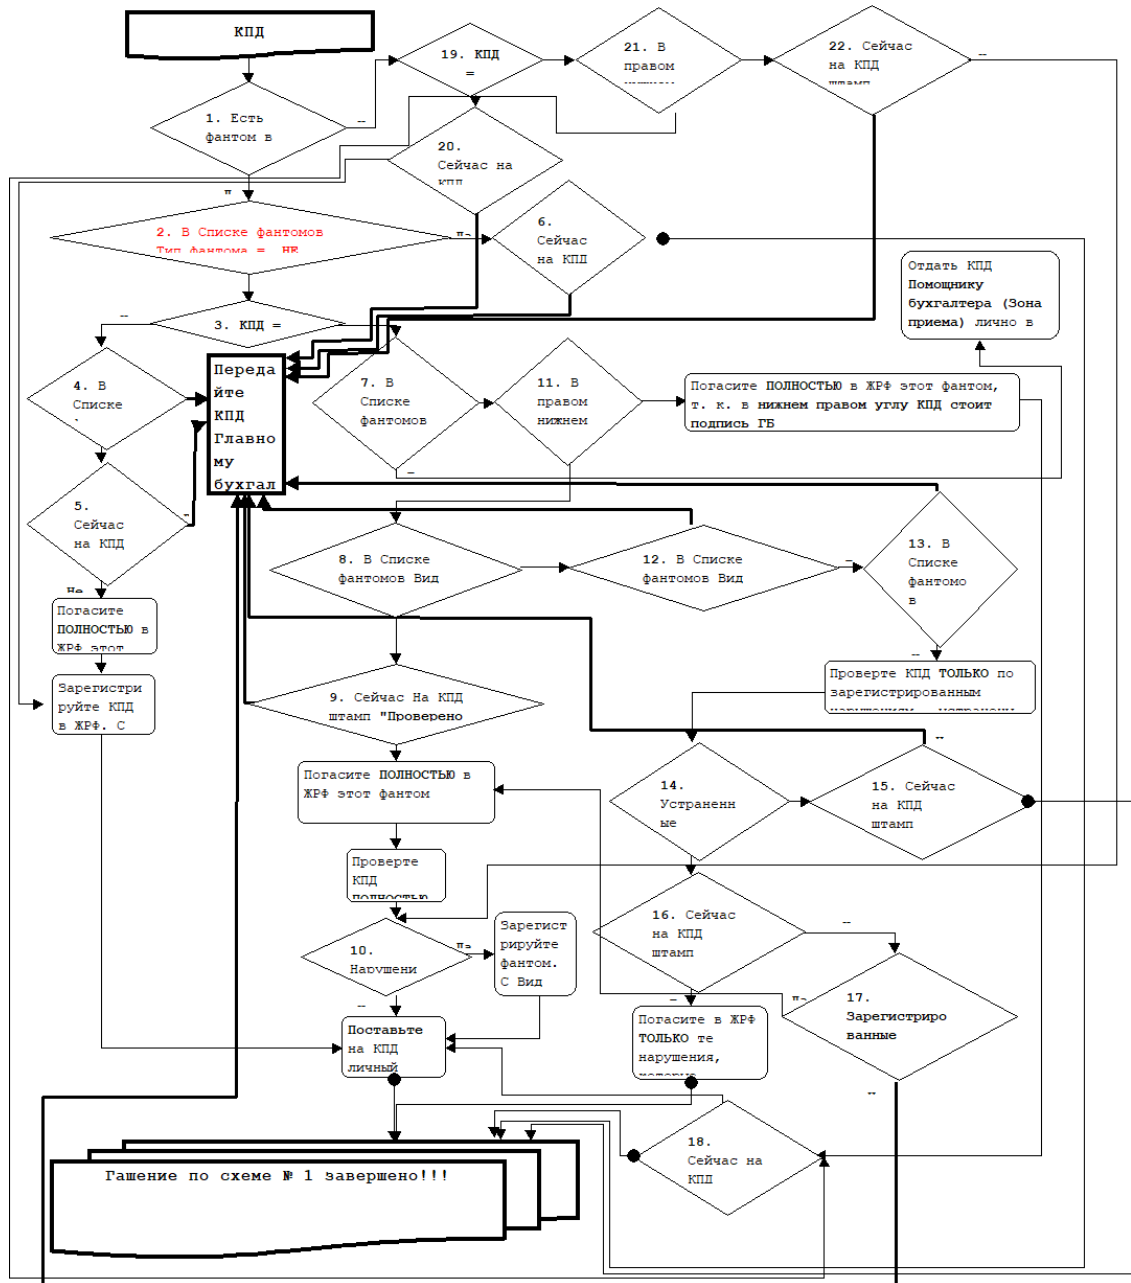 КПД
19. КПД
=
21. В
правом
22. Сейчас
на КПД
1. Есть
фантом в
20.
Сейчас на
КПД
2. В Списке фантомов
Тип фантома = НЕ
6.
Сейчас
на КПД
Отдать КПД
Помощнику
бухгалтера (Зона
приема) лично в
3. КПД =
4. В
Списке
Переда
йте
КПД
Главно
му
бухгал
7. В
Списке
фантомов
11. В
правом
нижнем
Погасите ПОЛНОСТЬЮ в ЖРФ этот фантом,
т. к. в нижнем правом углу КПД стоит
подпись ГБ
5.
Сейчас
на КПД
8. В Списке
фантомов Вид
12. В Списке
фантомов Вид
13. В
Списке
фантомо
в
Не
Погасите
ПОЛНОСТЬЮ в
ЖРФ этот
Зарегистри
руйте КПД
в ЖРФ. С
9. Сейчас На КПД
штамп "Проверено
Проверте КПД ТОЛЬКО по
зарегистрированным
Погасите ПОЛНОСТЬЮ в
ЖРФ этот фантом
14.
Устраненн
ые
15. Сейчас
на КПД
штамп
Проверте
КПД
ПОЛНОСТЬЮ
16. Сейчас
на КПД
штамп
10.
Нарушени
Зарегист
рируйте
фантом.
С Вид
17.
Зарегистриро
ванные
Поставьте
на КПД
личный
Погасите в ЖРФ
ТОЛЬКО те
нарушения,
которые
18.
Сейчас на
КПД
Гашение по схеме № 1 завершено!!!